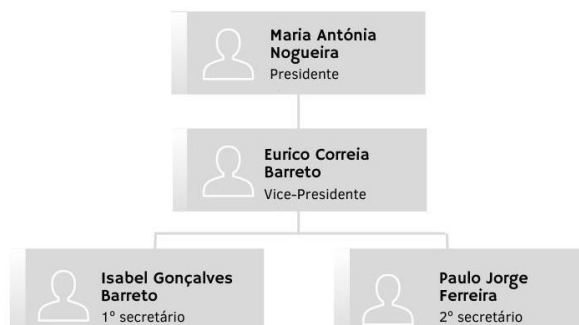 Maria Antónia
Nogueira
Presidente
Eurico Correia
Barreto
Vice-Presidente
Isabel Gonçalves
Barreto
1º secretário
Paulo Jorge
Ferreira
2º secretário